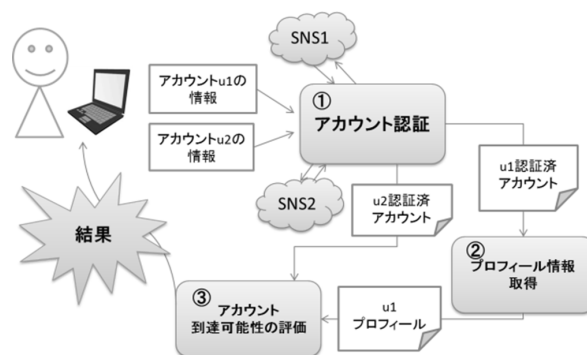 SNS1
アカウントu1の
情報
①
アカウント認証
アカウントu2の
情報
SNS2
u2認証済
アカウント
u1認証済
アカウント
結果
②
プロフィール情報
取得
③
アカウント
到達可能性の評価
u1
プロフィール